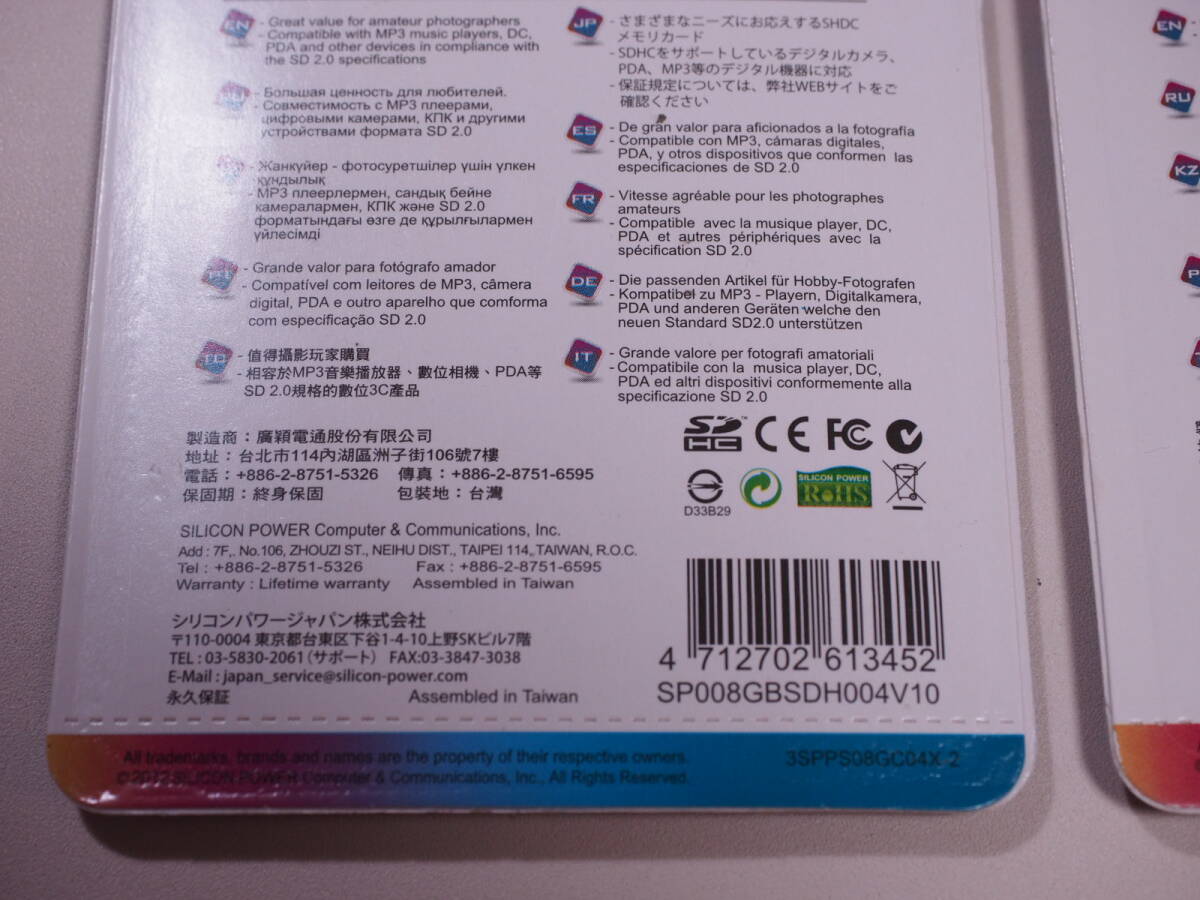 EN
- Great value for amateur photographers
- Compatible with MP3 music players, DC,
PDA and other devices in compliance with
the SD 2.0 specifications
- Большая ценность для любителей.
- Совместимость с MP3 плеерами,
цифровыми камерами, КПК и другими
устройствами формата SD 2.0
- Жанкүйер - фотосуретшілер үшін үлкен
құндылық
- MP3 плеерлермен, сандық бейне
камералармен, КПК және SD 2.0
форматындағы өзге де құрылғылармен
үйлесімді
- Grande valor para fotógrafo amador
- Compatível com leitores de MP3, câmera
digital, PDA e outro aparelho que comforma
com especificação SD 2.0
- 值得攝影玩家購買
- 相容於MP3音樂播放器、數位相機、PDA等
SD 2.0規格的數位3C產品
JP
- さまざまなニーズにお応えするSHDC
メモリカード
- SDHCをサポートしているデジタルカメラ、
PDA、MP3等のデジタル機器に対応
- 保証規定については、弊社WEBサイトをご
確認ください
ES
- De gran valor para aficionados a la fotografía
- Compatible con MP3, cámaras digitales,
PDA, y otros dispositivos que conformen las
especificaciones de SD 2.0
FR
- Vitesse agréable pour les photographes
amateurs
- Compatible avec la musique player, DC,
PDA et autres périphériques avec la
spécification SD 2.0
DE
- Die passenden Artikel für Hobby-Fotografen
- Kompatibel zu MP3 - Playern, Digitalkamera,
PDA und anderen Geräten welche den
neuen Standard SD2.0 unterstützen
IT
- Grande valore per fotografi amatoriali
- Compatibile con la musica player, DC,
PDA ed altri dispositivi conformemente alla
specificazione SD 2.0
製造商：廣穎電通股份有限公司
地址：台北市114內湖區洲子街106號7樓
電話：+886-2-8751-5326 傳真：+886-2-8751-6595
保固期：終身保固 包裝地：台灣
SILICON POWER Computer & Communications, Inc.
Add : 7F,. No.106, ZHOUZI ST., NEIHU DIST., TAIPEI 114, TAIWAN, R.O.C.
Tel : +886-2-8751-5326 Fax : +886-2-8751-6595
Warranty : Lifetime warranty Assembled in Taiwan
シリコンパワージャパン株式会社
〒110-0004 東京都台東区下谷1-4-10上野SKビル7階
TEL : 03-5830-2061 (サポート) FAX:03-3847-3038
E-Mail : japan_service@silicon-power.com
永久保証 Assembled in Taiwan
SD HC ™ CE FC
D33B29
SILICON POWER
RoHS
4 712702 613452
SP008GBSDH004V10
All trademarks, brands and names are the property of their respective owners.
©2012 SILICON POWER Computer & Communications, Inc., All Rights Reserved.
3SPPS08GC04X-2
EN
RU
KZ